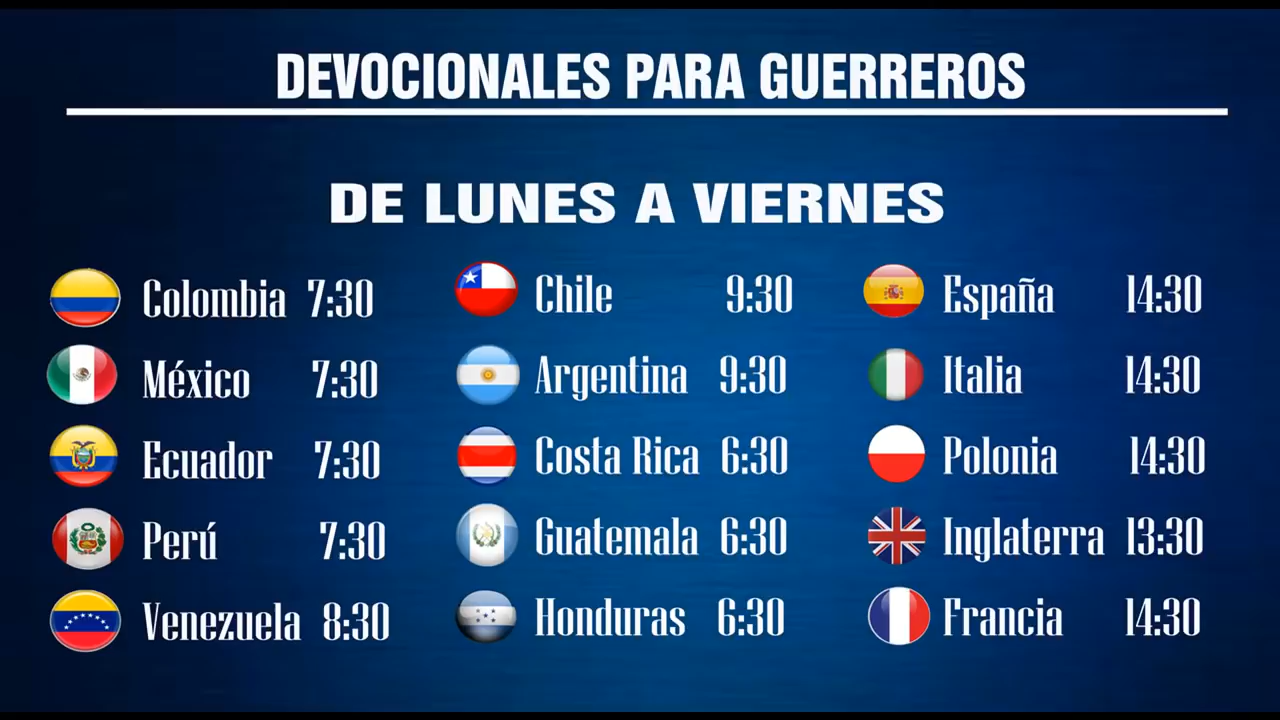 DEVOCIONALES PARA GUERREROS
DE LUNES A VIERNES
Colombia 7:30
México 7:30
Ecuador 7:30
Perú 7:30
Venezuela 8:30
Chile 9:30
Argentina 9:30
Costa Rica 6:30
Guatemala 6:30
Honduras 6:30
España 14:30
Italia 14:30
Polonia 14:30
Inglaterra 13:30
Francia 14:30